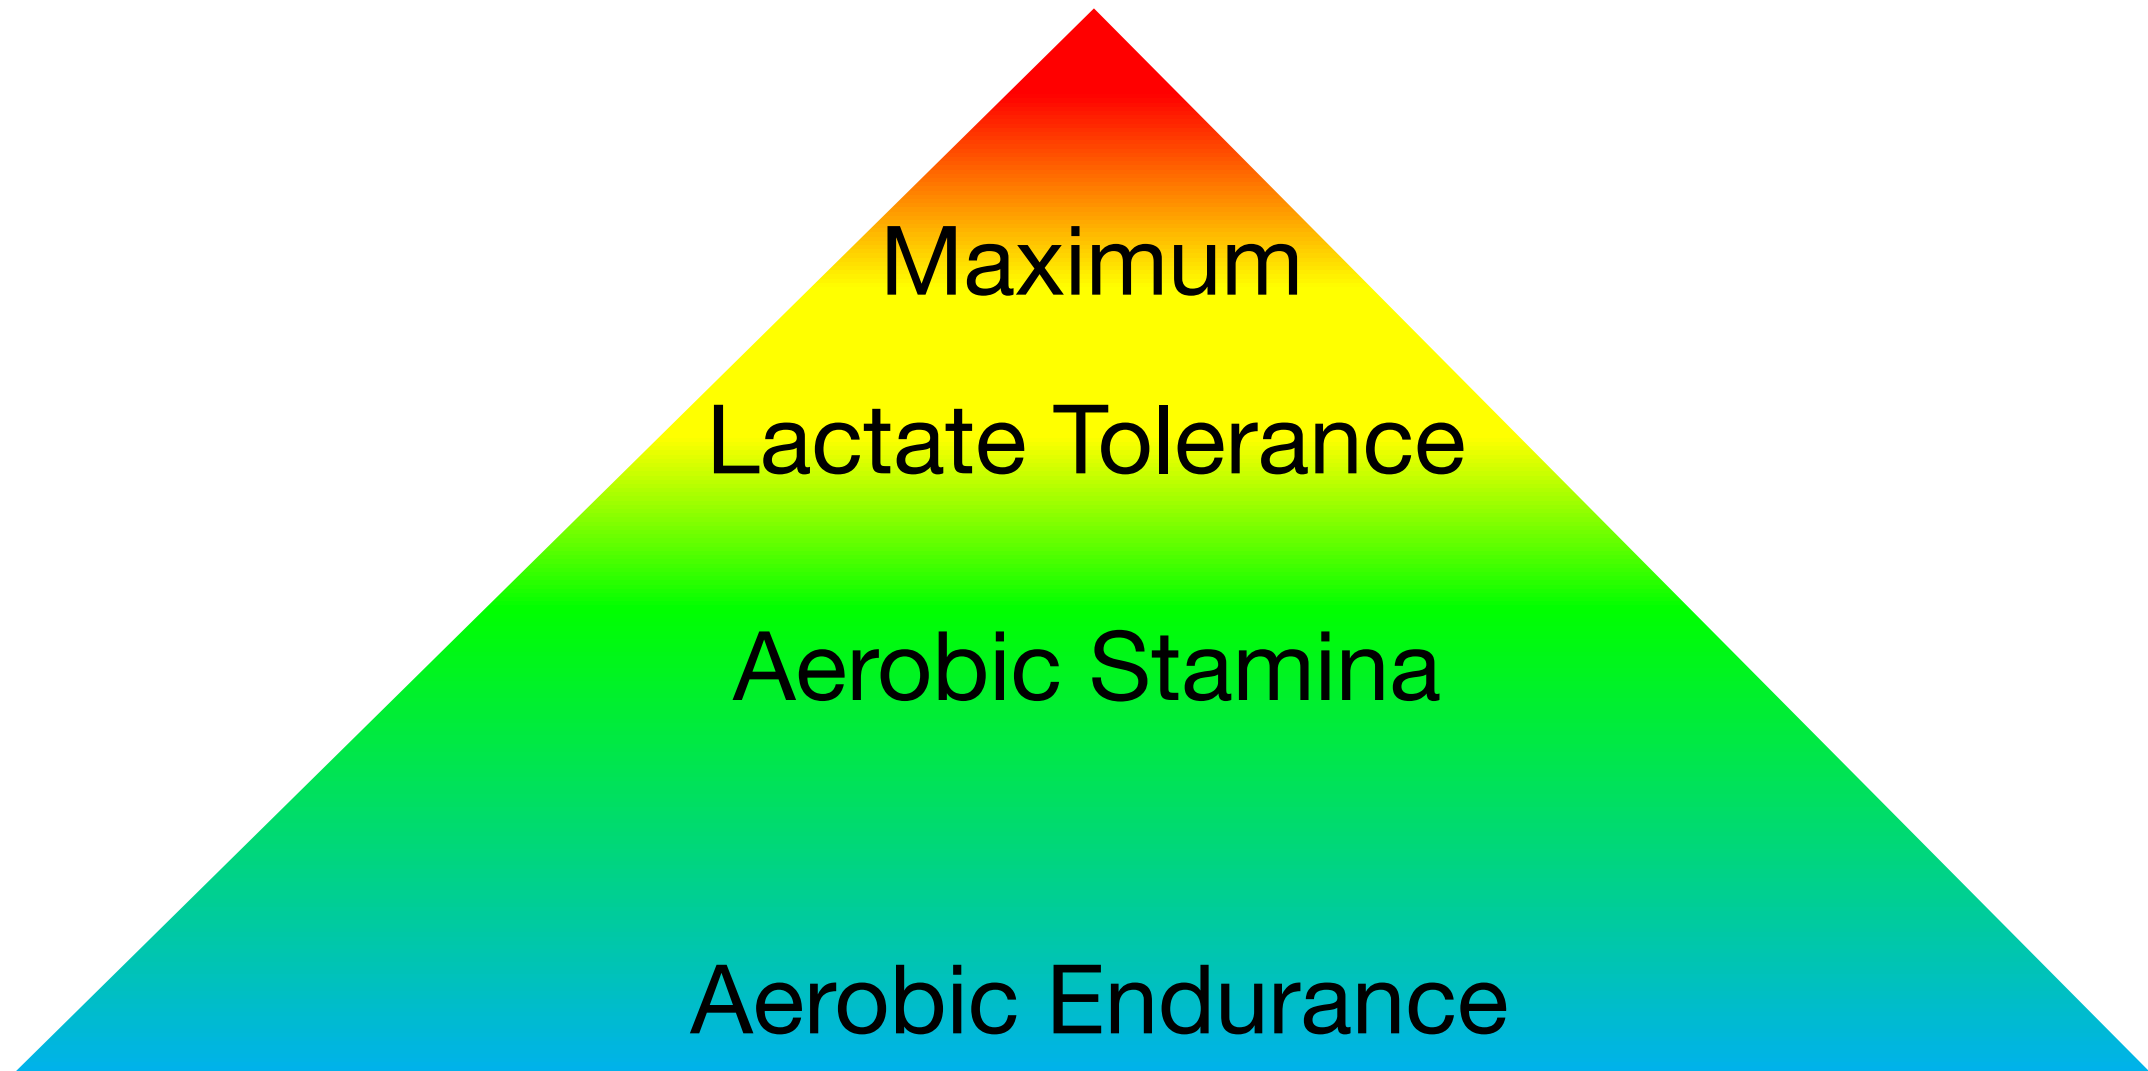 Maximum
Lactate Tolerance
Aerobic Stamina
Aerobic Endurance